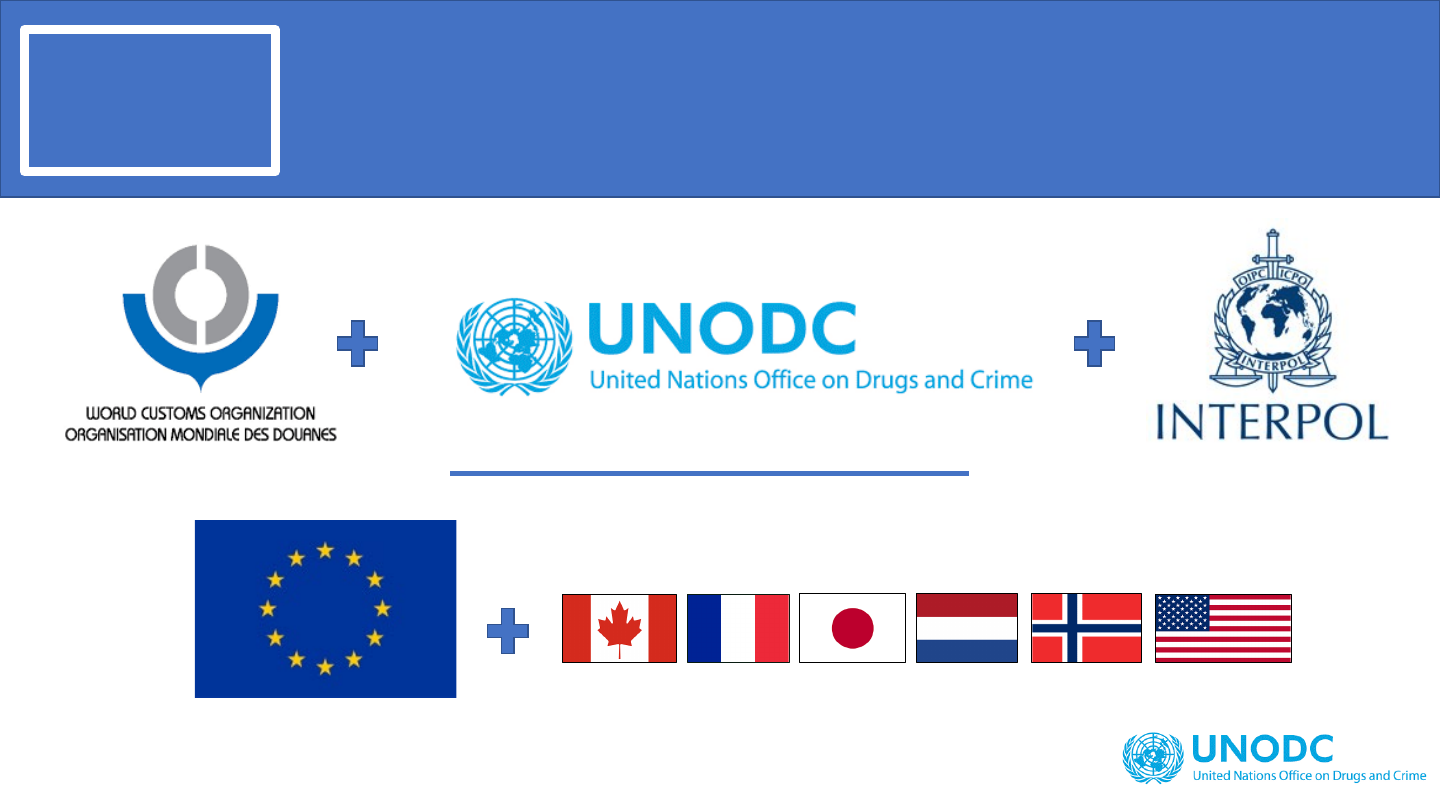 OIPC ICPO
INTERPOL
UNODC
United Nations Office on Drugs and Crime
WORLD CUSTOMS ORGANIZATION
ORGANISATION MONDIALE DES DOUANES
INTERPOL
UNODC
United Nations Office on Drugs and Crime